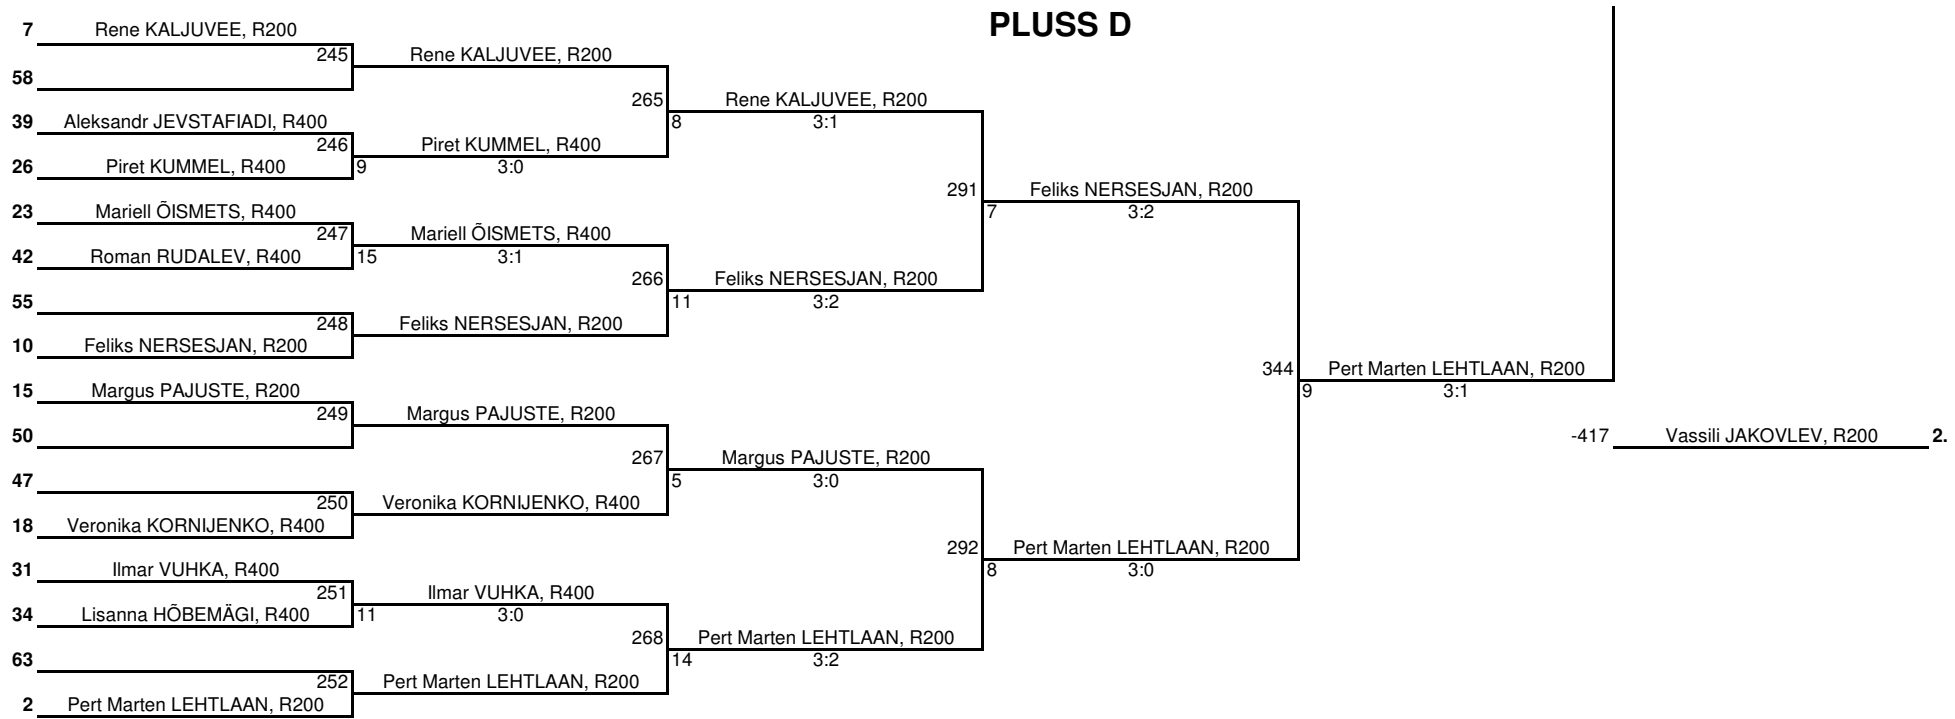 PLUSS D
7 Rene KALJUVEE, R200
245 Rene KALJUVEE, R200
58
265 Rene KALJUVEE, R200
39 Aleksandr JEVSTAFIADI, R400
8 3:1
246 Piret KUMMEL, R400
26 Piret KUMMEL, R400
9 3:0
291 Feliks NERSESJAN, R200
23 Mariell ÕISMETS, R400
7 3:2
247 Mariell ÕISMETS, R400
42 Roman RUDALEV, R400
15 3:1
266 Feliks NERSESJAN, R200
55
11 3:2
248 Feliks NERSESJAN, R200
10 Feliks NERSESJAN, R200
344 Pert Marten LEHTLAAN, R200
15 Margus PAJUSTE, R200
9 3:1
249 Margus PAJUSTE, R200
50
-417 Vassili JAKOVLEV, R200 2.
267 Margus PAJUSTE, R200
47
5 3:0
250 Veronika KORNIJENKO, R400
18 Veronika KORNIJENKO, R400
292 Pert Marten LEHTLAAN, R200
31 Ilmar VUHKA, R400
8 3:0
251 Ilmar VUHKA, R400
34 Lisanna HÕBEMÄGI, R400
11 3:0
268 Pert Marten LEHTLAAN, R200
63
14 3:2
252 Pert Marten LEHTLAAN, R200
2 Pert Marten LEHTLAAN, R200